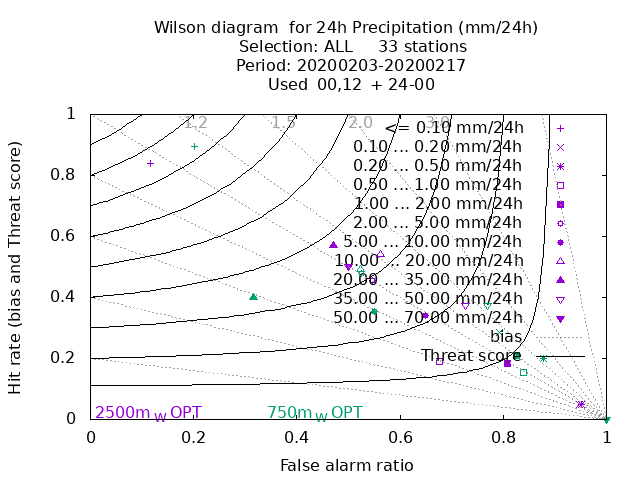 Wilson diagram  for 24h Precipitation (mm/24h)
Selection: ALL     33 stations
Period: 20200203-20200217
Used  00,12  + 24-00
Hit rate (bias and Threat score)
1
0.8
0.6
0.4
0.2
0
1.2
1.5
2.0
3.0
<= 0.10 mm/24h
0.10 ... 0.20 mm/24h
0.20 ... 0.50 mm/24h
0.50 ... 1.00 mm/24h
1.00 ... 2.00 mm/24h
2.00 ... 5.00 mm/24h
5.00 ... 10.00 mm/24h
10.00 ... 20.00 mm/24h
20.00 ... 35.00 mm/24h
35.00 ... 50.00 mm/24h
50.00 ... 70.00 mm/24h
bias
Threat score
2500m_W OPT 750m_W OPT
0 0.2 0.4 0.6 0.8 1
False alarm ratio